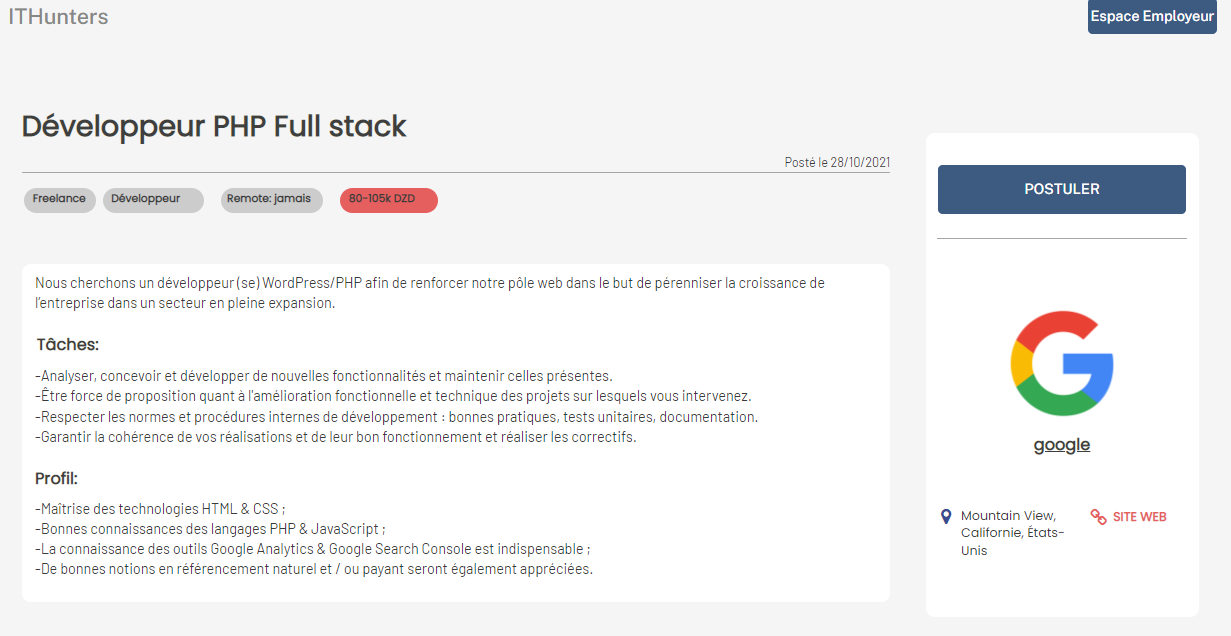 ITHunters
Espace Employeur
Développeur PHP Full stack
Posté le 28/10/2021
Freelance
Développeur
Remote: jamais
80-105k DZD
Nous cherchons un développeur (se) WordPress/PHP afin de renforcer notre pôle web dans le but de pérenniser la croissance de
l'entreprise dans un secteur en pleine expansion.
Tâches:
-Analyser, concevoir et développer de nouvelles fonctionnalités et maintenir celles présentes.
-Être force de proposition quant à l'amélioration fonctionnelle et technique des projets sur lesquels vous intervenez.
-Respecter les normes et procédures internes de développement : bonnes pratiques, tests unitaires, documentation.
-Garantir la cohérence de vos réalisations et de leur bon fonctionnement et réaliser les correctifs.
Profil:
-Maîtrise des technologies HTML & CSS ;
-Bonnes connaissances des langages PHP & JavaScript ;
-La connaissance des outils Google Analytics & Google Search Console est indispensable ;
-De bonnes notions en référencement naturel et / ou payant seront également appréciées.
POSTULER
google
Mountain View,
Californie, États-
Unis
SITE WEB